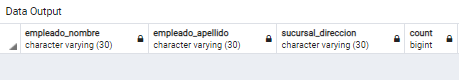 Data Output
empleado_nombre empleado_apellido sucursal_direccion count
character varying (30) character varying (30) character varying (30) bigint